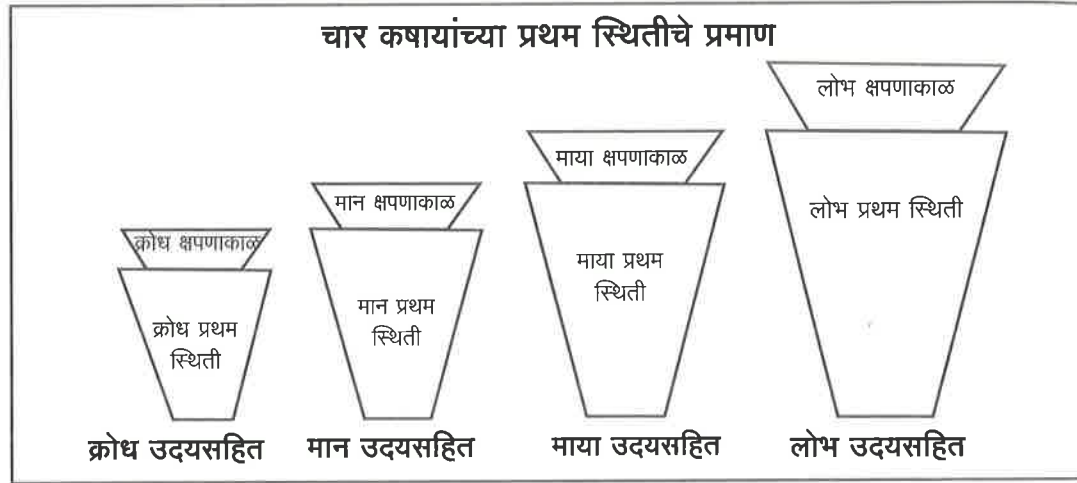 चार कषायांच्या प्रथम स्थितीचे प्रमाण
क्रोध क्षपणाकाळ
क्रोध प्रथम
स्थिती
क्रोध उदयसहित
मान क्षपणाकाळ
मान प्रथम
स्थिती
मान उदयसहित
माया क्षपणाकाळ
माया प्रथम
स्थिती
माया उदयसहित
लोभ क्षपणाकाळ
लोभ प्रथम स्थिती
लोभ उदयसहित